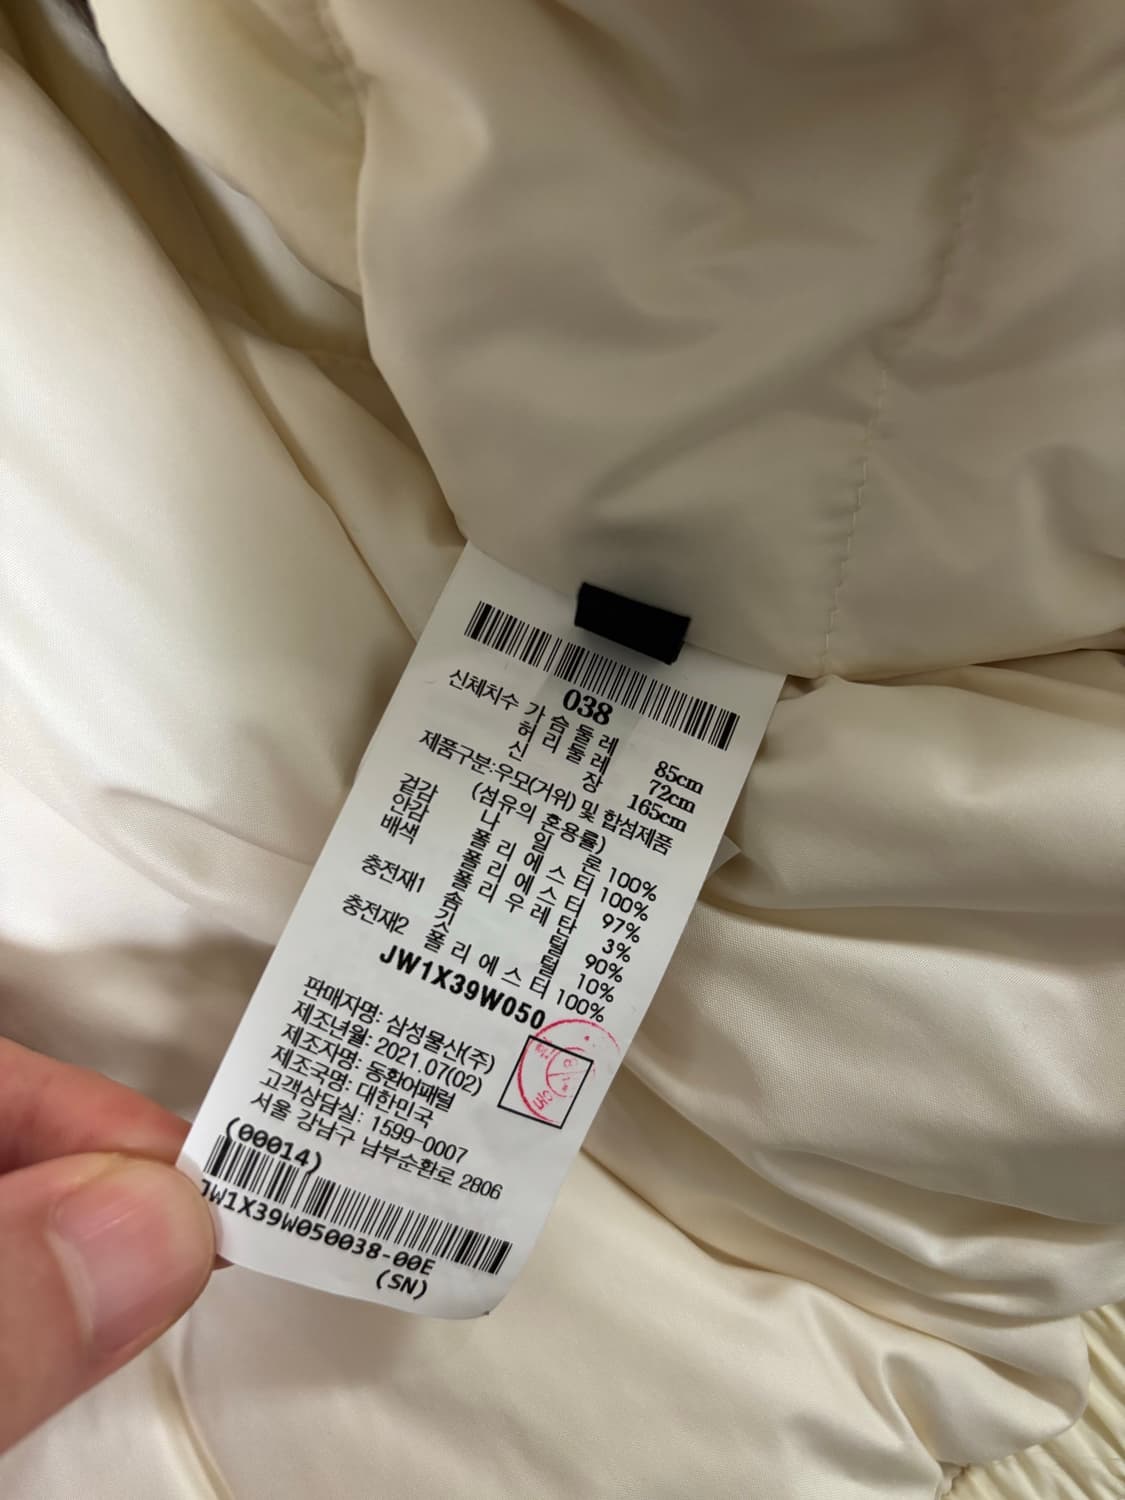 038
신체치수 가슴둘레 85cm
허리둘레 72cm
신장 165cm
제품구분:우모(거위) 및 합섬제품
(섬유의 혼용률)
겉감 나일론 100%
안감 폴리에스터 100%
배색 폴리에스터 97%
폴리우레탄 3%
충전재1 솜털 90%
깃털 10%
충전재2 폴리에스터 100%
JW1X39W050
판매자명: 삼성물산(주)
제조년월: 2021.07(02)
제조자명: 동환어패럴
제조국명: 대한민국
고객상담실: 1599-0007
서울 강남구 남부순환로 2806
(00014)
JW1X39W050038-00E
(SN)